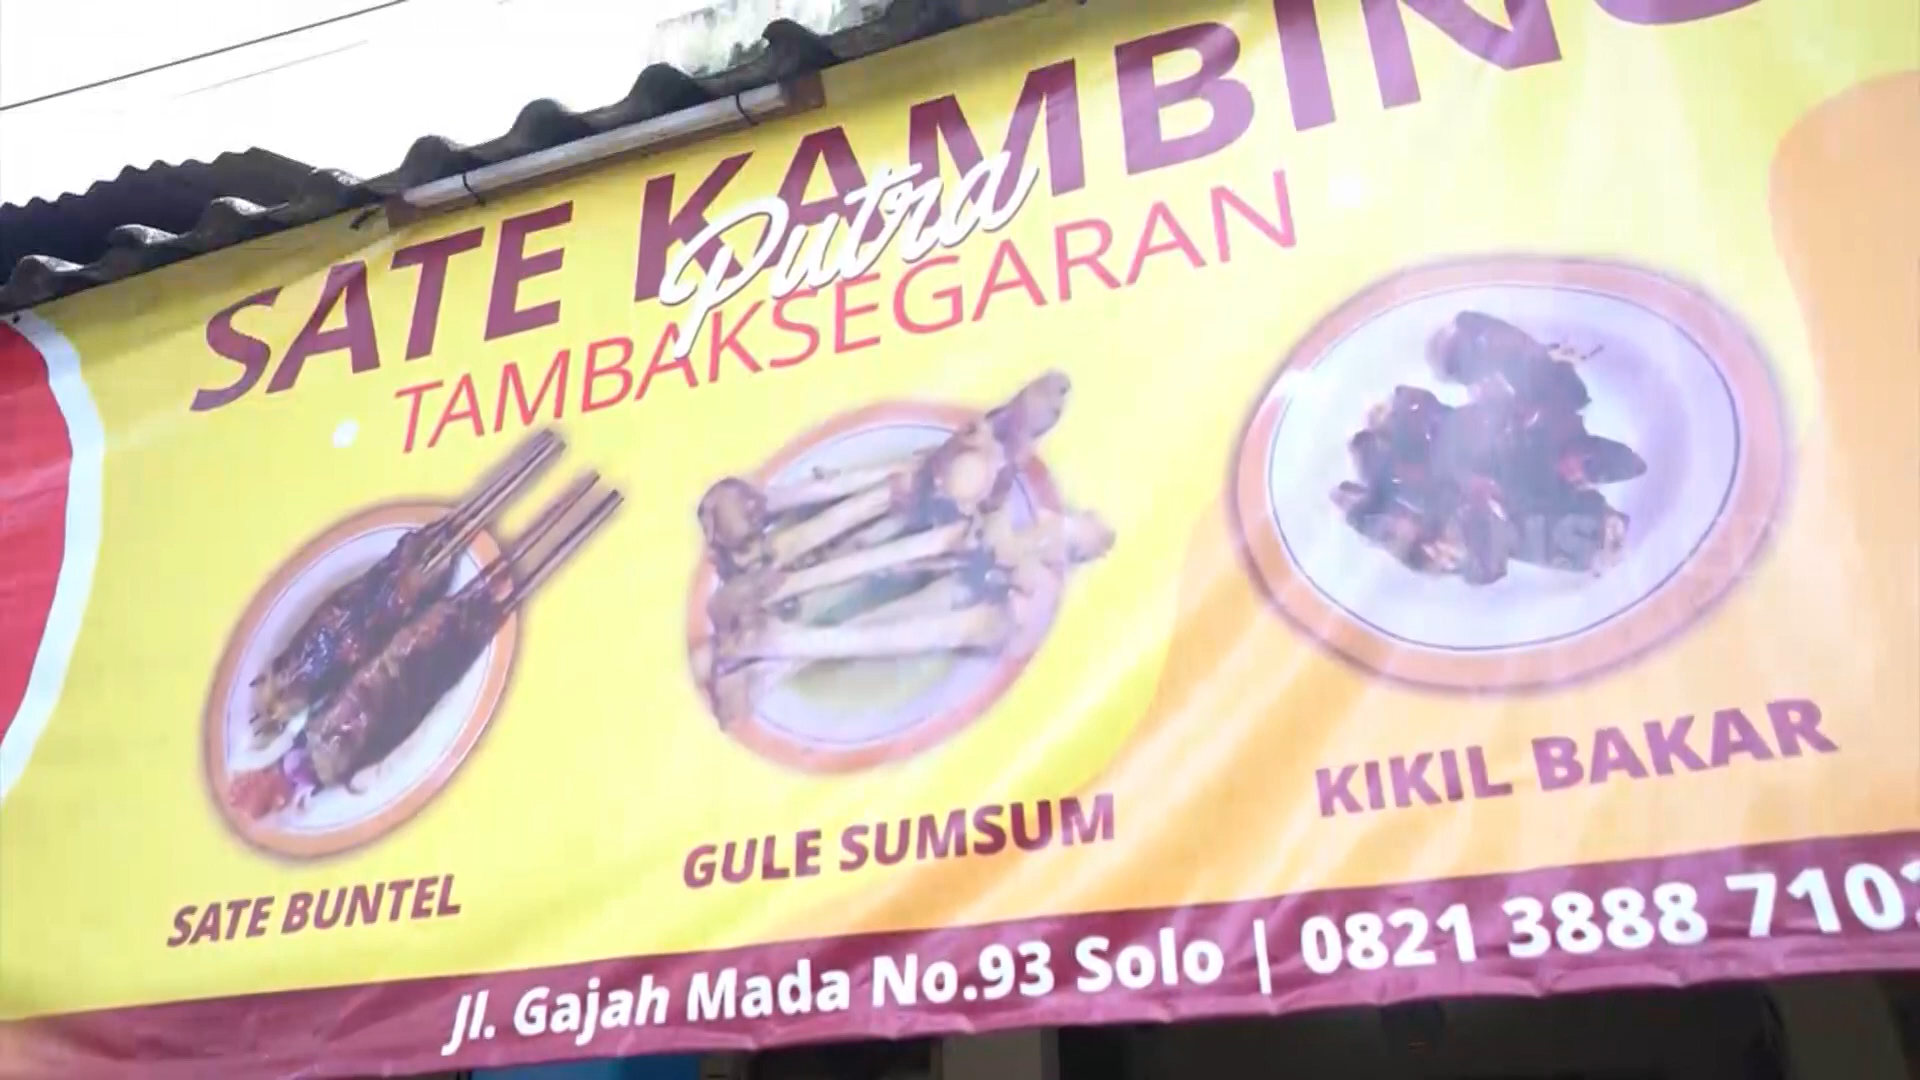 SATE KAMBING
Putra
TAMBAKSEGARAN
SATE BUNTEL
GULE SUMSUM
KIKIL BAKAR
Jl. Gajah Mada No.93 Solo | 0821 3888 710